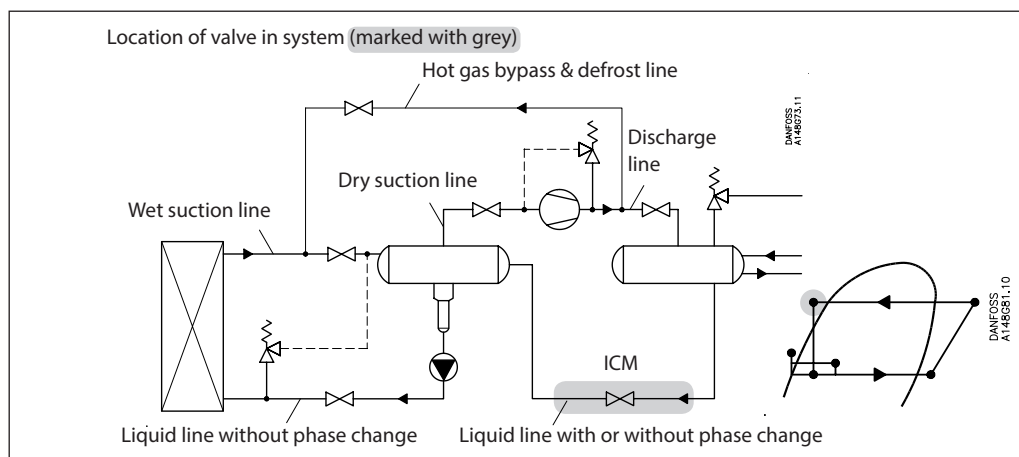 Location of valve in system (marked with grey)
Hot gas bypass & defrost line
DANFOSS
A148G73.11
Discharge
line
Dry suction line
Wet suction line
DANFOSS
A148G81.10
ICM
Liquid line without phase change
Liquid line with or without phase change